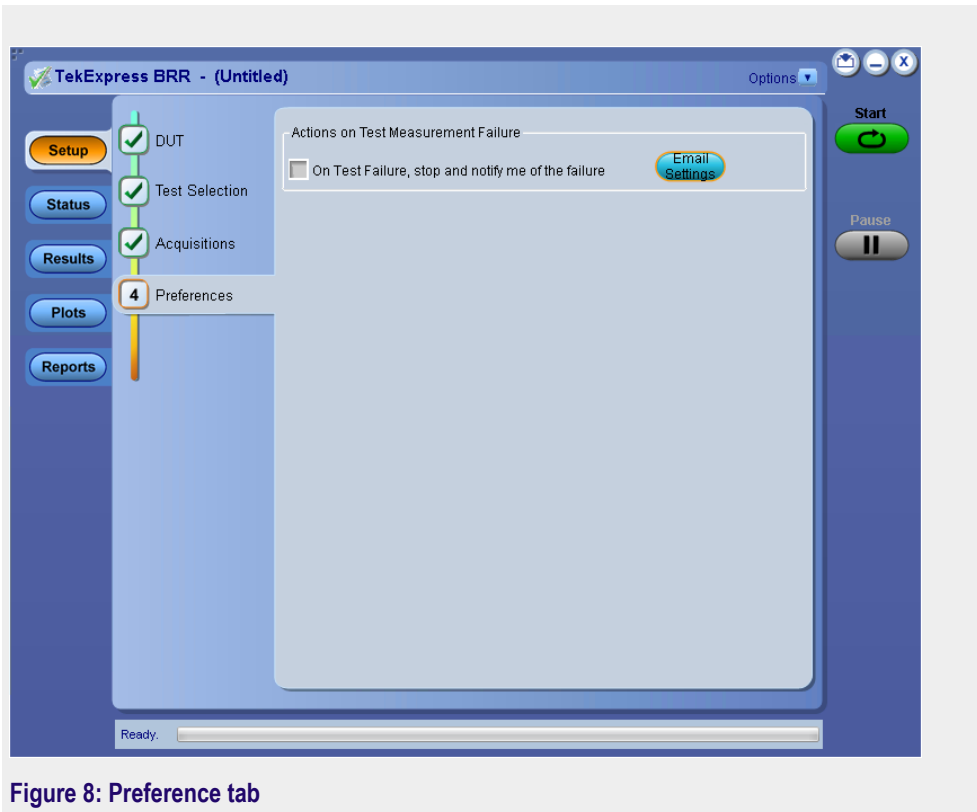 TekExpress BRR - (Untitled)
Options
X
Start
Setup
DUT
Actions on Test Measurement Failure
On Test Failure, stop and notify me of the failure
Email
Settings
Status
Test Selection
Pause
Results
Acquisitions
4 Preferences
Plots
Reports
Ready.
Figure 8: Preference tab